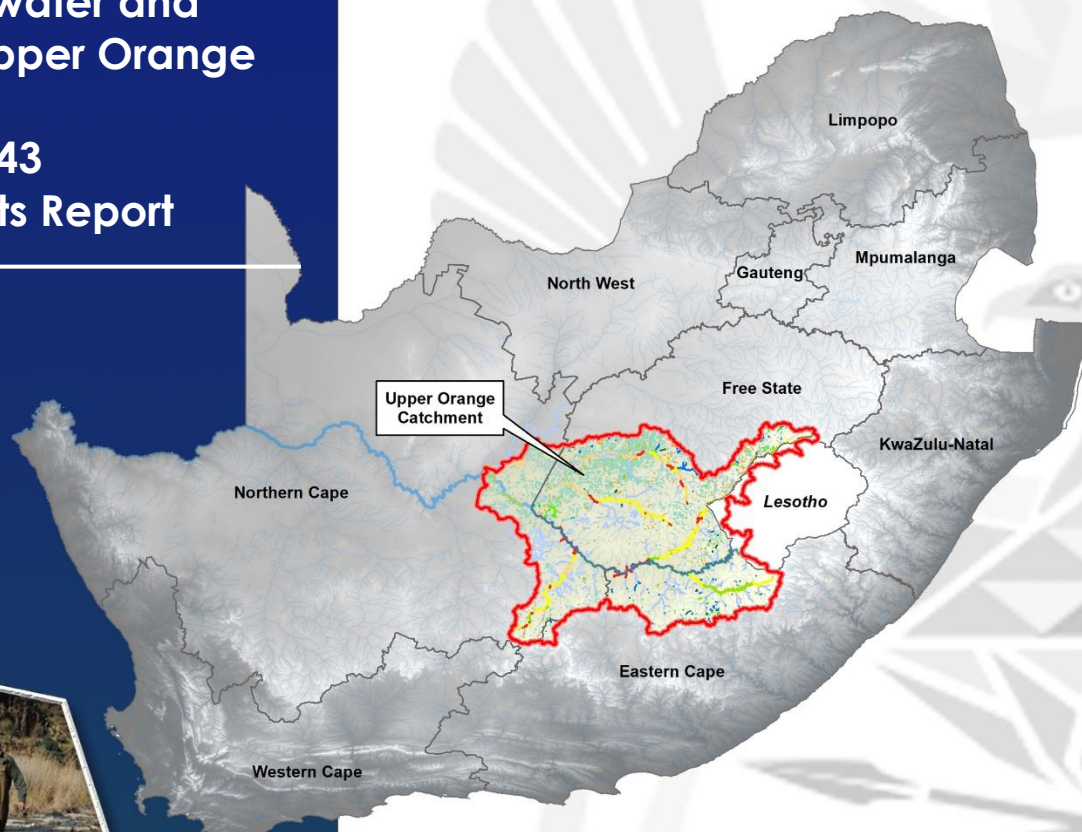 water and
pper Orange
43
ts Report
Limpopo
Mpumalanga
Gauteng
North West
Free State
Upper Orange
Catchment
KwaZulu-Natal
Northern Cape
Lesotho
Eastern Cape
Western Cape